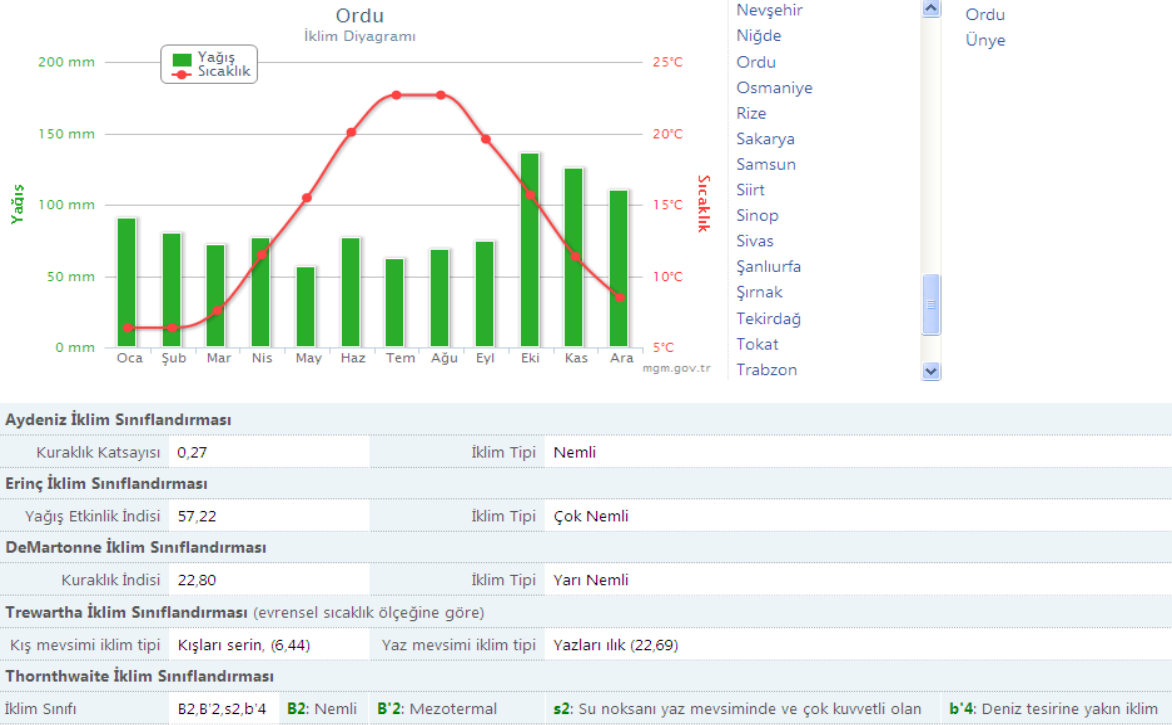 Ordu
İklim Diyagramı
Yağış
Sıcaklık
200 mm
150 mm
100 mm
50 mm
0 mm
Yağış
25°C
20°C
15°C
10°C
5°C
Sıcaklık
Oca Şub Mar Nis May Haz Tem Ağu Eyl Eki Kas Ara
mgm.gov.tr
Nevşehir
Niğde
Ordu
Osmaniye
Rize
Sakarya
Samsun
Siirt
Sinop
Sivas
Şanlıurfa
Şırnak
Tekirdağ
Tokat
Trabzon
Ordu
Ünye
Aydeniz İklim Sınıflandırması
Kuraklık Katsayısı 0,27 İklim Tipi Nemli
Erinç İklim Sınıflandırması
Yağış Etkinlik İndisi 57,22 İklim Tipi Çok Nemli
DeMartonne İklim Sınıflandırması
Kuraklık İndisi 22,80 İklim Tipi Yarı Nemli
Trewartha İklim Sınıflandırması (evrensel sıcaklık ölçeğine göre)
Kış mevsimi iklim tipi Kışları serin, (6,44) Yaz mevsimi iklim tipi Yazları ılık (22,69)
Thornthwaite İklim Sınıflandırması
İklim Sınıfı B2,B'2,s2,b'4 B2: Nemli B'2: Mezotermal s2: Su noksanı yaz mevsiminde ve çok kuvvetli olan b'4: Deniz tesirine yakın iklim